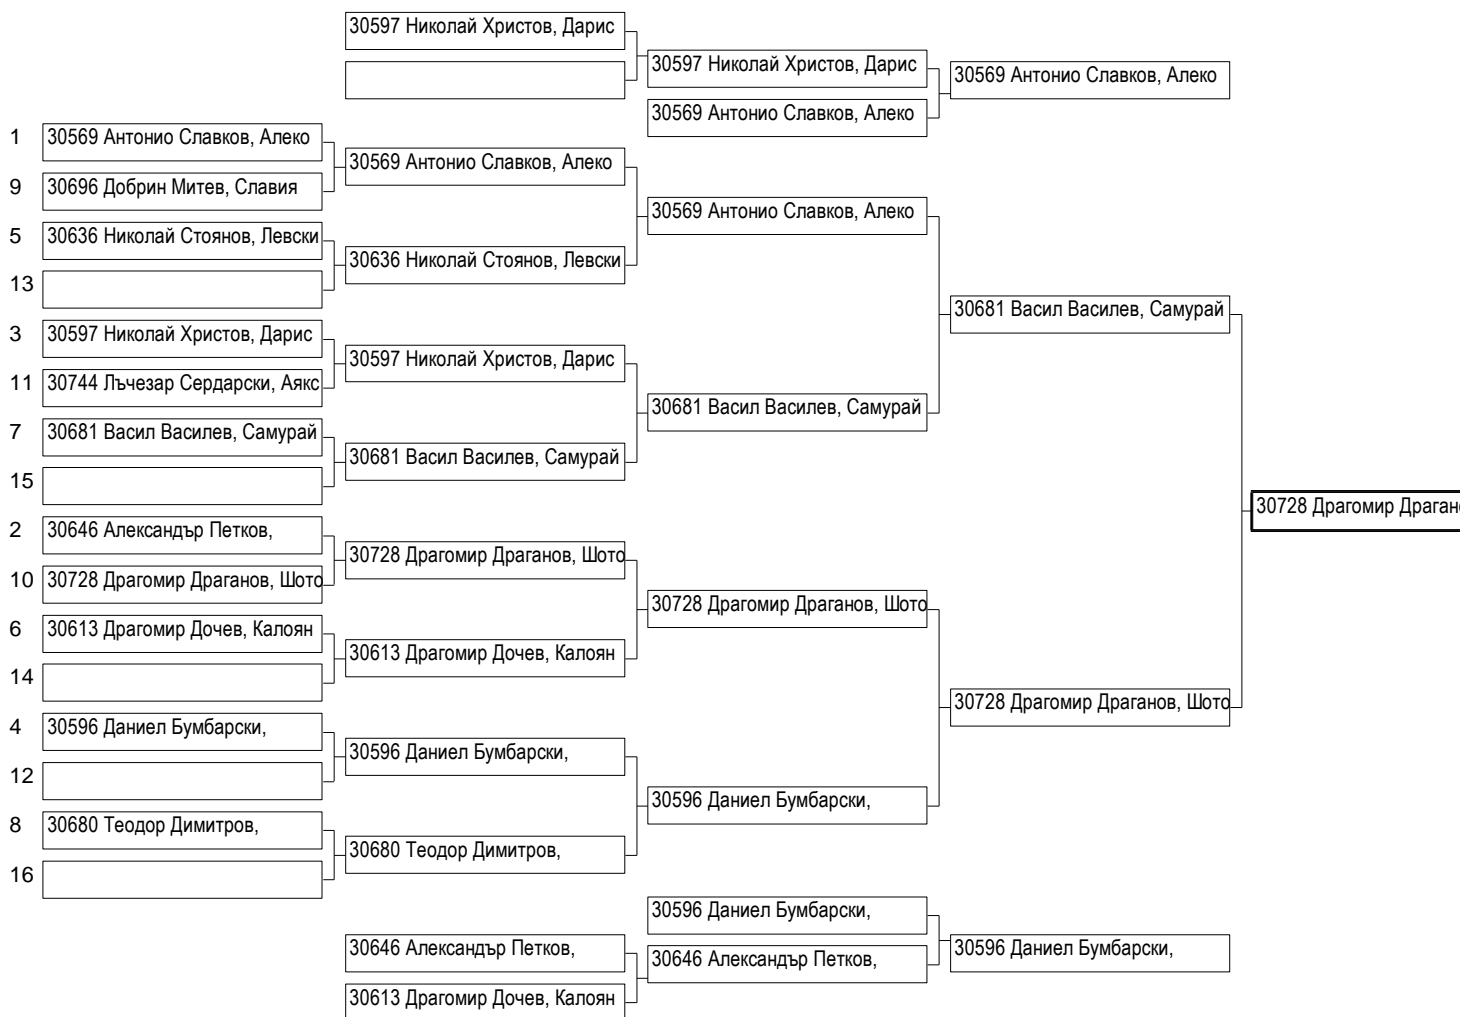 30597 Николай Христов, Дарис
30597 Николай Христов, Дарис
30569 Антонио Славков, Алеко
30569 Антонио Славков, Алеко
1 30569 Антонио Славков, Алеко
30569 Антонио Славков, Алеко
9 30696 Добрин Митев, Славия
30569 Антонио Славков, Алеко
5 30636 Николай Стоянов, Левски
30636 Николай Стоянов, Левски
13
30681 Васил Василев, Самурай
3 30597 Николай Христов, Дарис
30597 Николай Христов, Дарис
11 30744 Лъчезар Сердарски, Аякс
30681 Васил Василев, Самурай
7 30681 Васил Василев, Самурай
30681 Васил Василев, Самурай
15
30728 Драгомир Драган
2 30646 Александър Петков,
30728 Драгомир Драганов, Шото
10 30728 Драгомир Драганов, Шото
30728 Драгомир Драганов, Шото
6 30613 Драгомир Дочев, Калоян
30613 Драгомир Дочев, Калоян
14
30728 Драгомир Драганов, Шото
4 30596 Даниел Бумбарски,
30596 Даниел Бумбарски,
12
30596 Даниел Бумбарски,
8 30680 Теодор Димитров,
30680 Теодор Димитров,
16
30596 Даниел Бумбарски,
30646 Александър Петков,
30646 Александър Петков,
30596 Даниел Бумбарски,
30613 Драгомир Дочев, Калоян